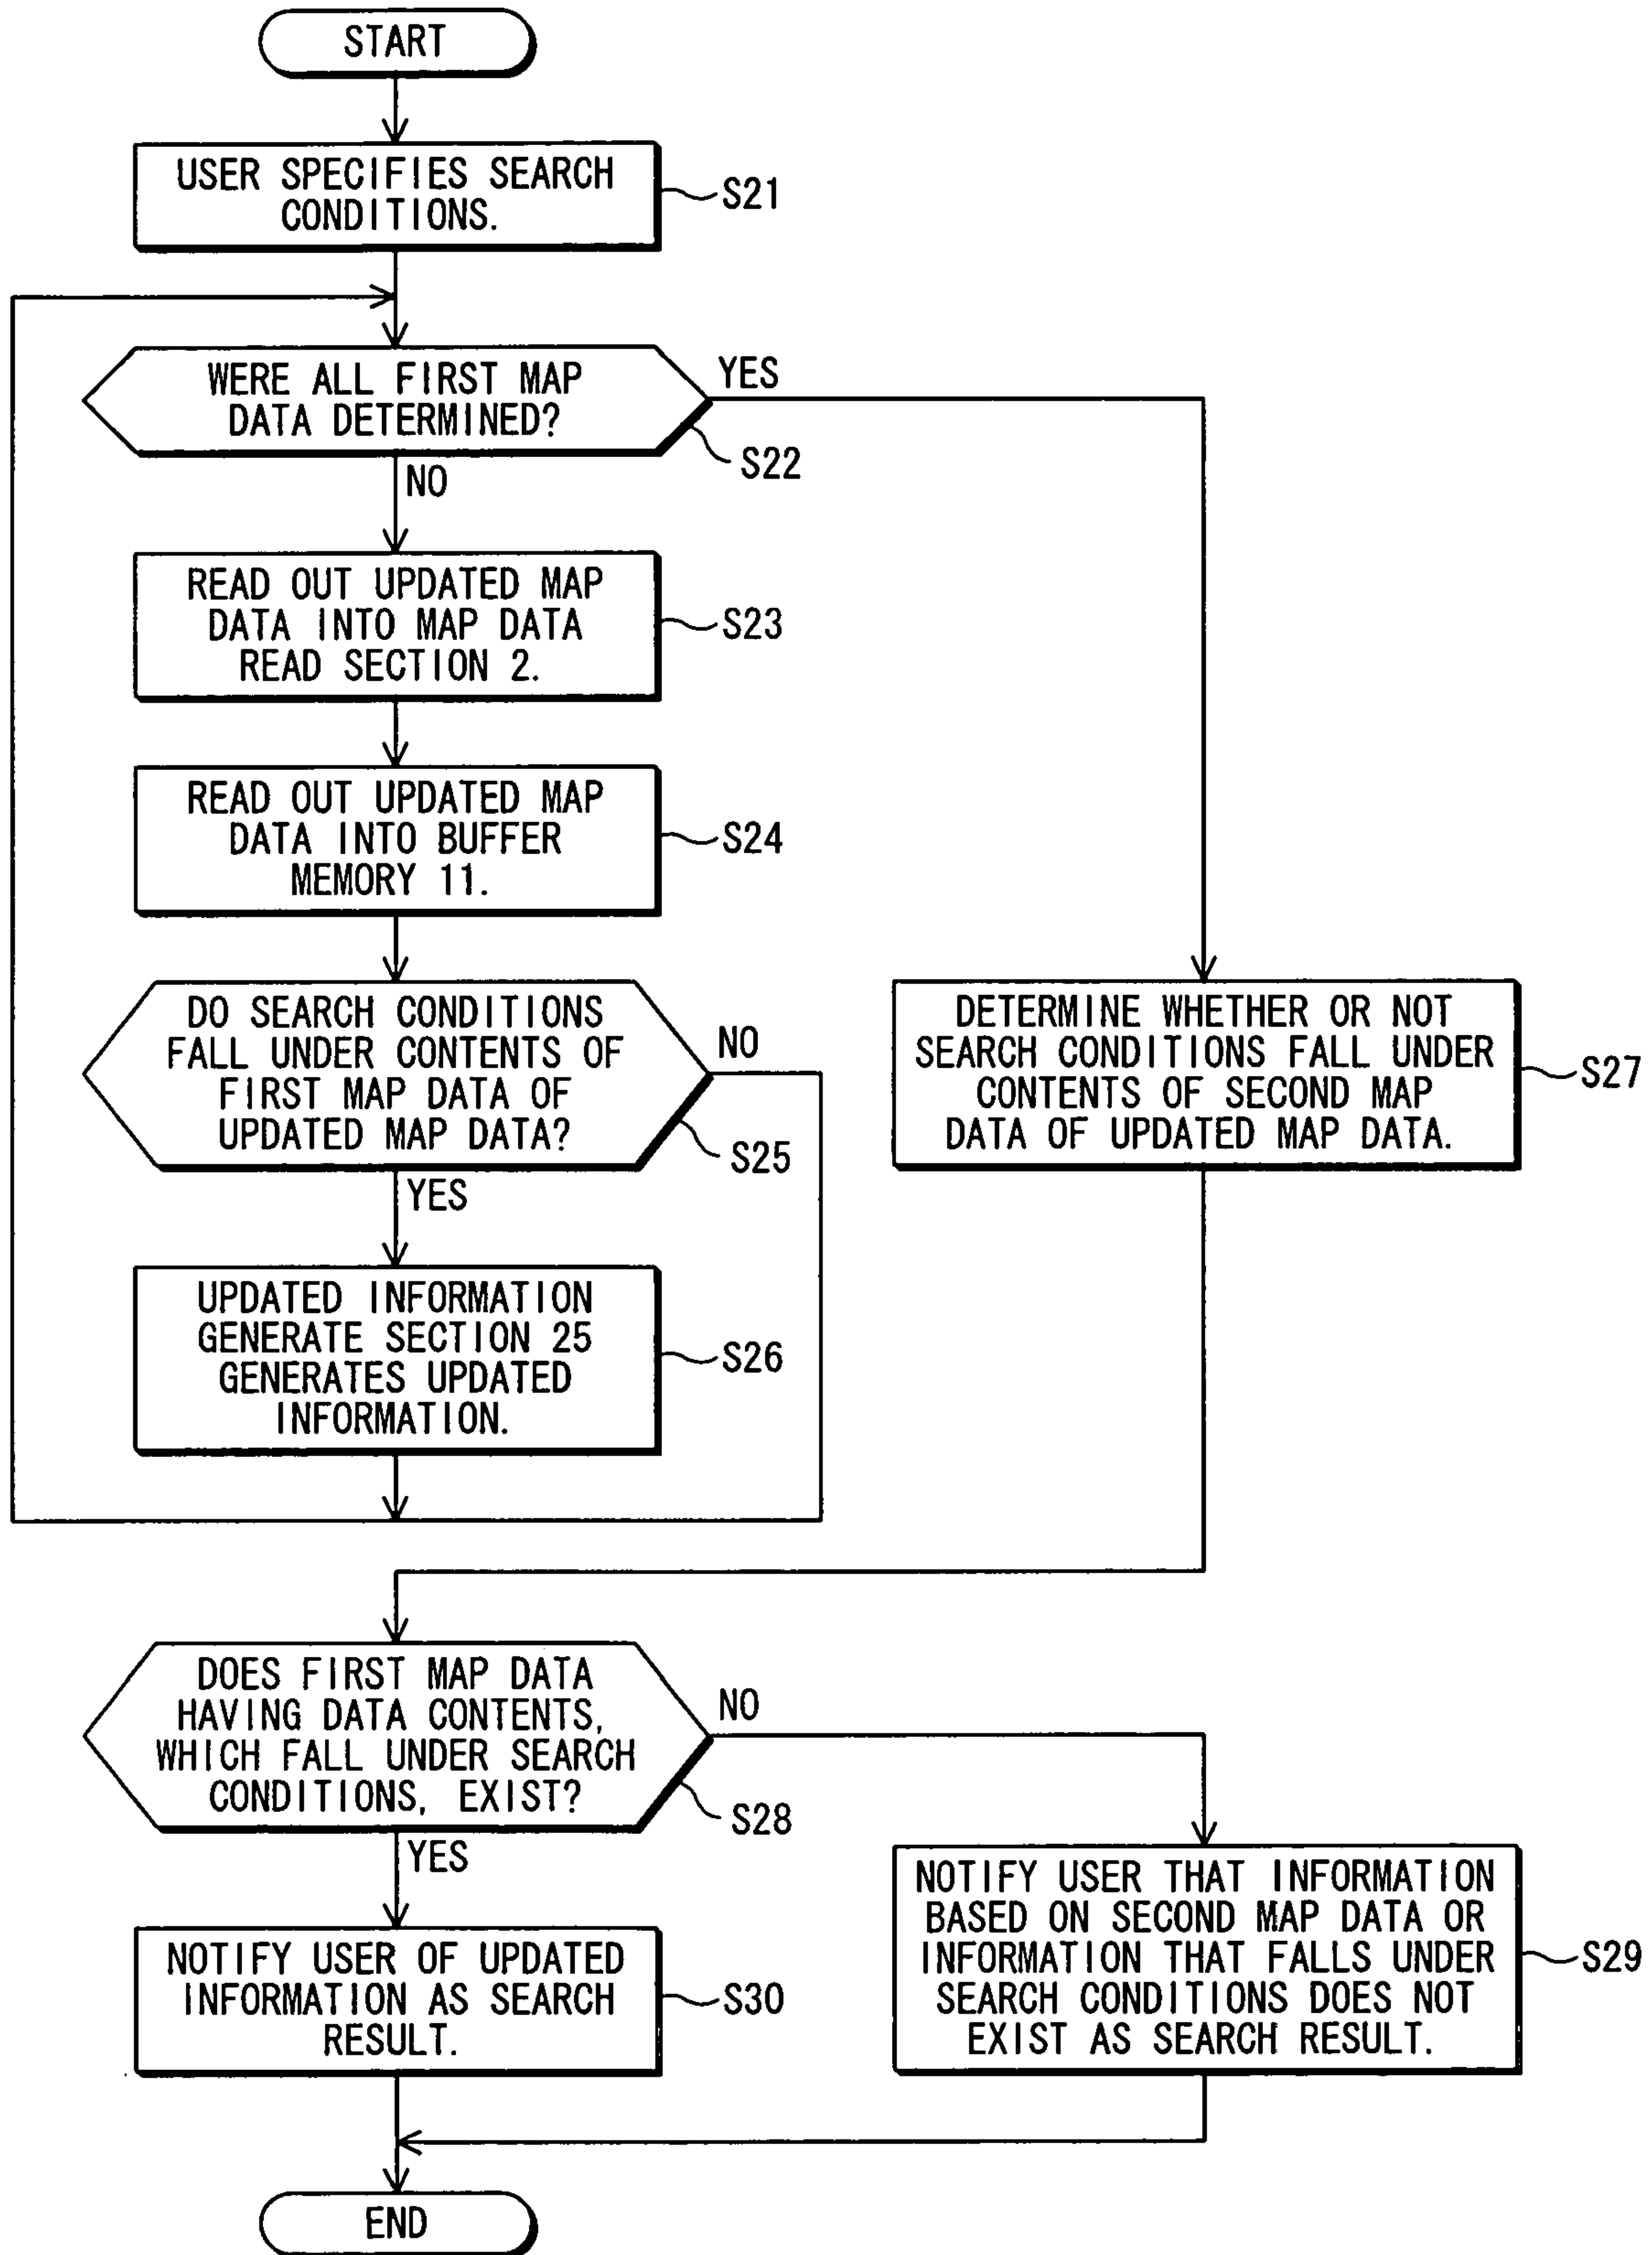 START
USER SPECIFIES SEARCH
CONDITIONS.
S21
WERE ALL FIRST MAP
DATA DETERMINED?
YES
S22
NO
READ OUT UPDATED MAP
DATA INTO MAP DATA
READ SECTION 2.
S23
READ OUT UPDATED MAP
DATA INTO BUFFER
MEMORY 11.
S24
DO SEARCH CONDITIONS
FALL UNDER CONTENTS OF
FIRST MAP DATA OF
UPDATED MAP DATA?
NO
S25
YES
DETERMINE WHETHER OR NOT
SEARCH CONDITIONS FALL UNDER
CONTENTS OF SECOND MAP
DATA OF UPDATED MAP DATA.
S27
UPDATED INFORMATION
GENERATE SECTION 25
GENERATES UPDATED
INFORMATION.
S26
DOES FIRST MAP DATA
HAVING DATA CONTENTS,
WHICH FALL UNDER SEARCH
CONDITIONS, EXIST?
NO
S28
YES
NOTIFY USER THAT INFORMATION
BASED ON SECOND MAP DATA OR
INFORMATION THAT FALLS UNDER
SEARCH CONDITIONS DOES NOT
EXIST AS SEARCH RESULT.
S29
NOTIFY USER OF UPDATED
INFORMATION AS SEARCH
RESULT.
S30
END